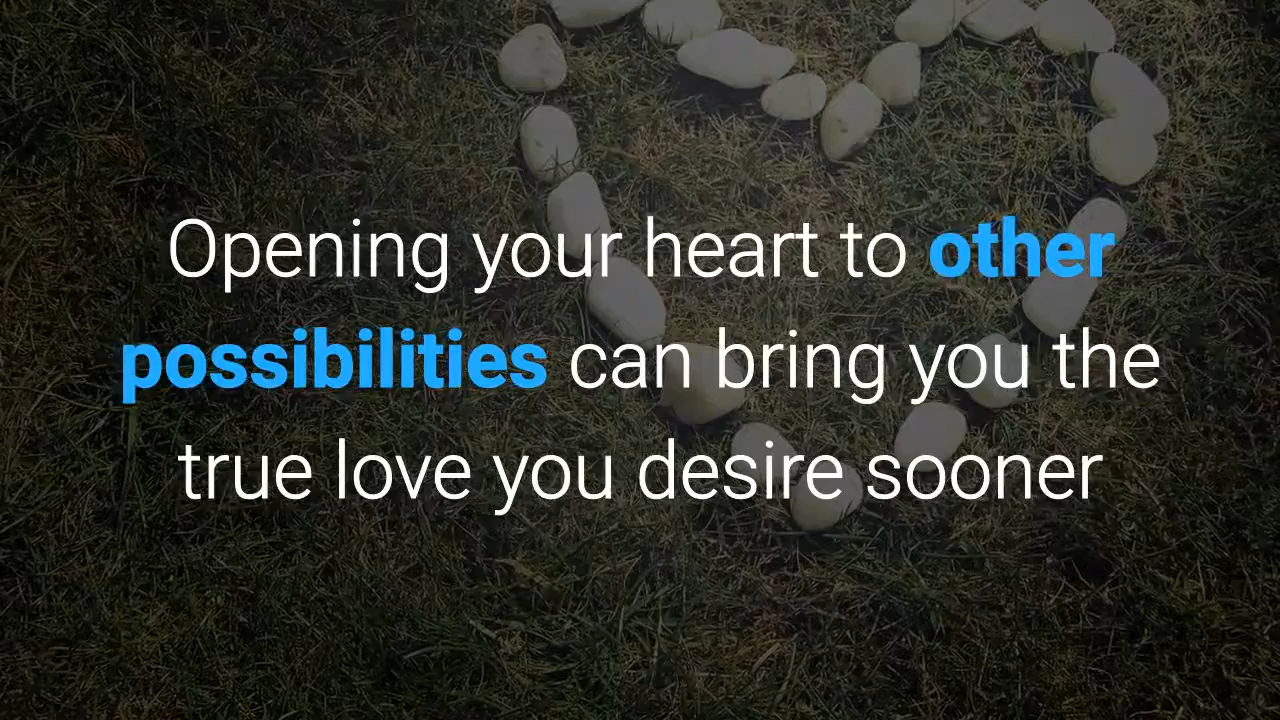 Opening your heart to other
possibilities can bring you the
true love you desire sooner